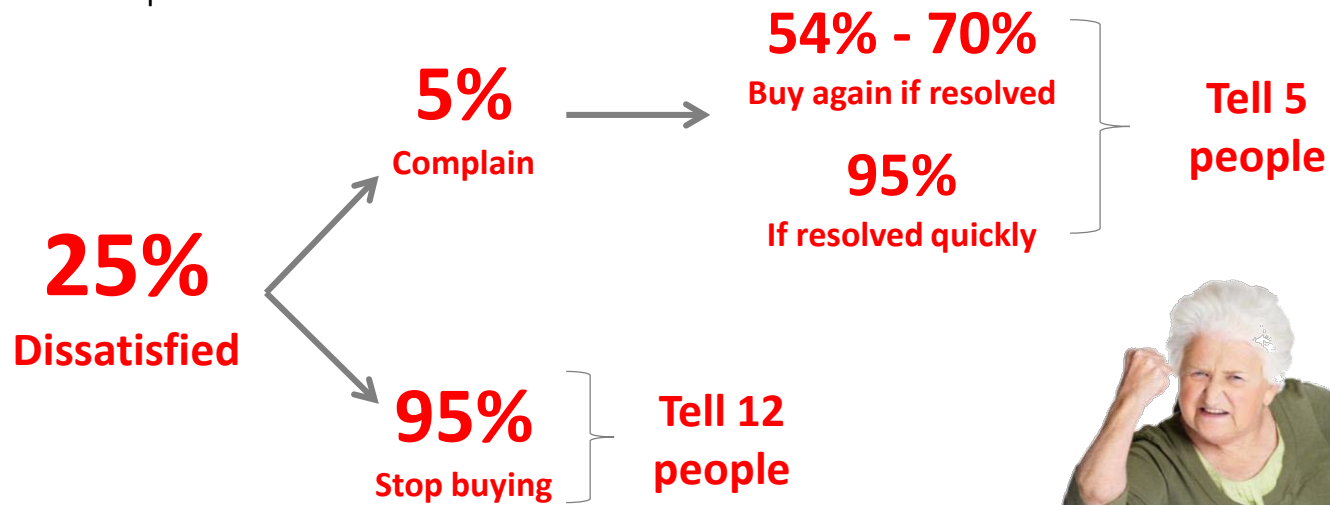 25%
Dissatisfied
5%
Complain
54% - 70%
Buy again if resolved
95%
If resolved quickly
Tell 5
people
95%
Stop buying
Tell 12
people